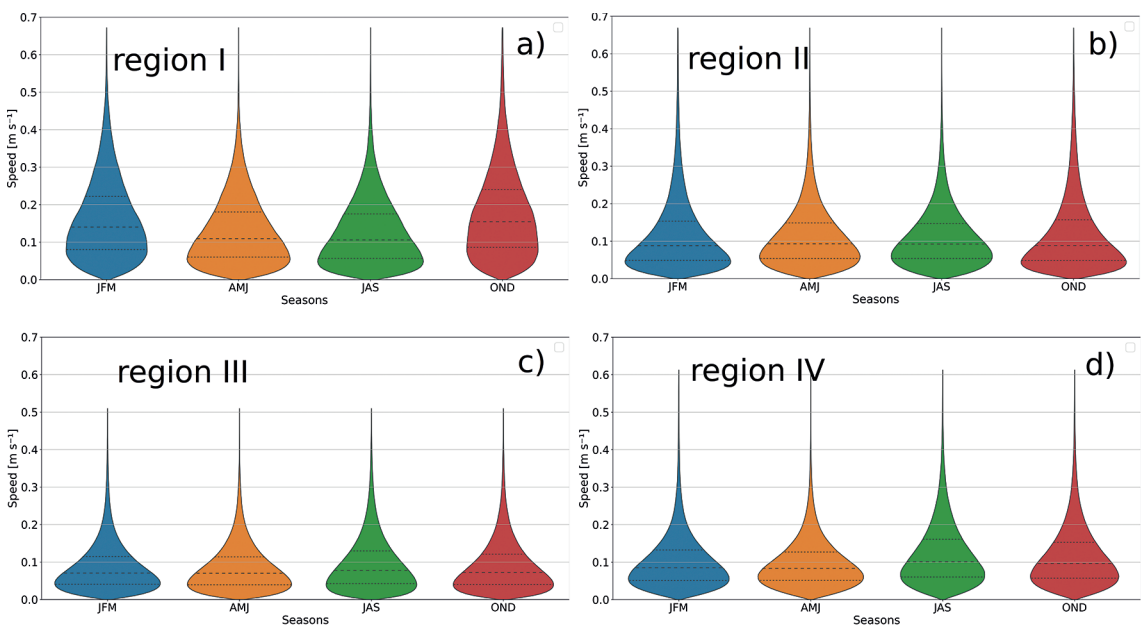 0.7
0.6
0.5
0.4
0.3
0.2
0.1
0.0
Speed [m s⁻¹]
region I
a)
JFM AMJ JAS OND
Seasons
0.7
0.6
0.5
0.4
0.3
0.2
0.1
0.0
Speed [m s⁻¹]
region II
b)
JFM AMJ JAS OND
Seasons
0.7
0.6
0.5
0.4
0.3
0.2
0.1
0.0
Speed [m s⁻¹]
region III
c)
JFM AMJ JAS OND
Seasons
0.7
0.6
0.5
0.4
0.3
0.2
0.1
0.0
Speed [m s⁻¹]
region IV
d)
JFM AMJ JAS OND
Seasons